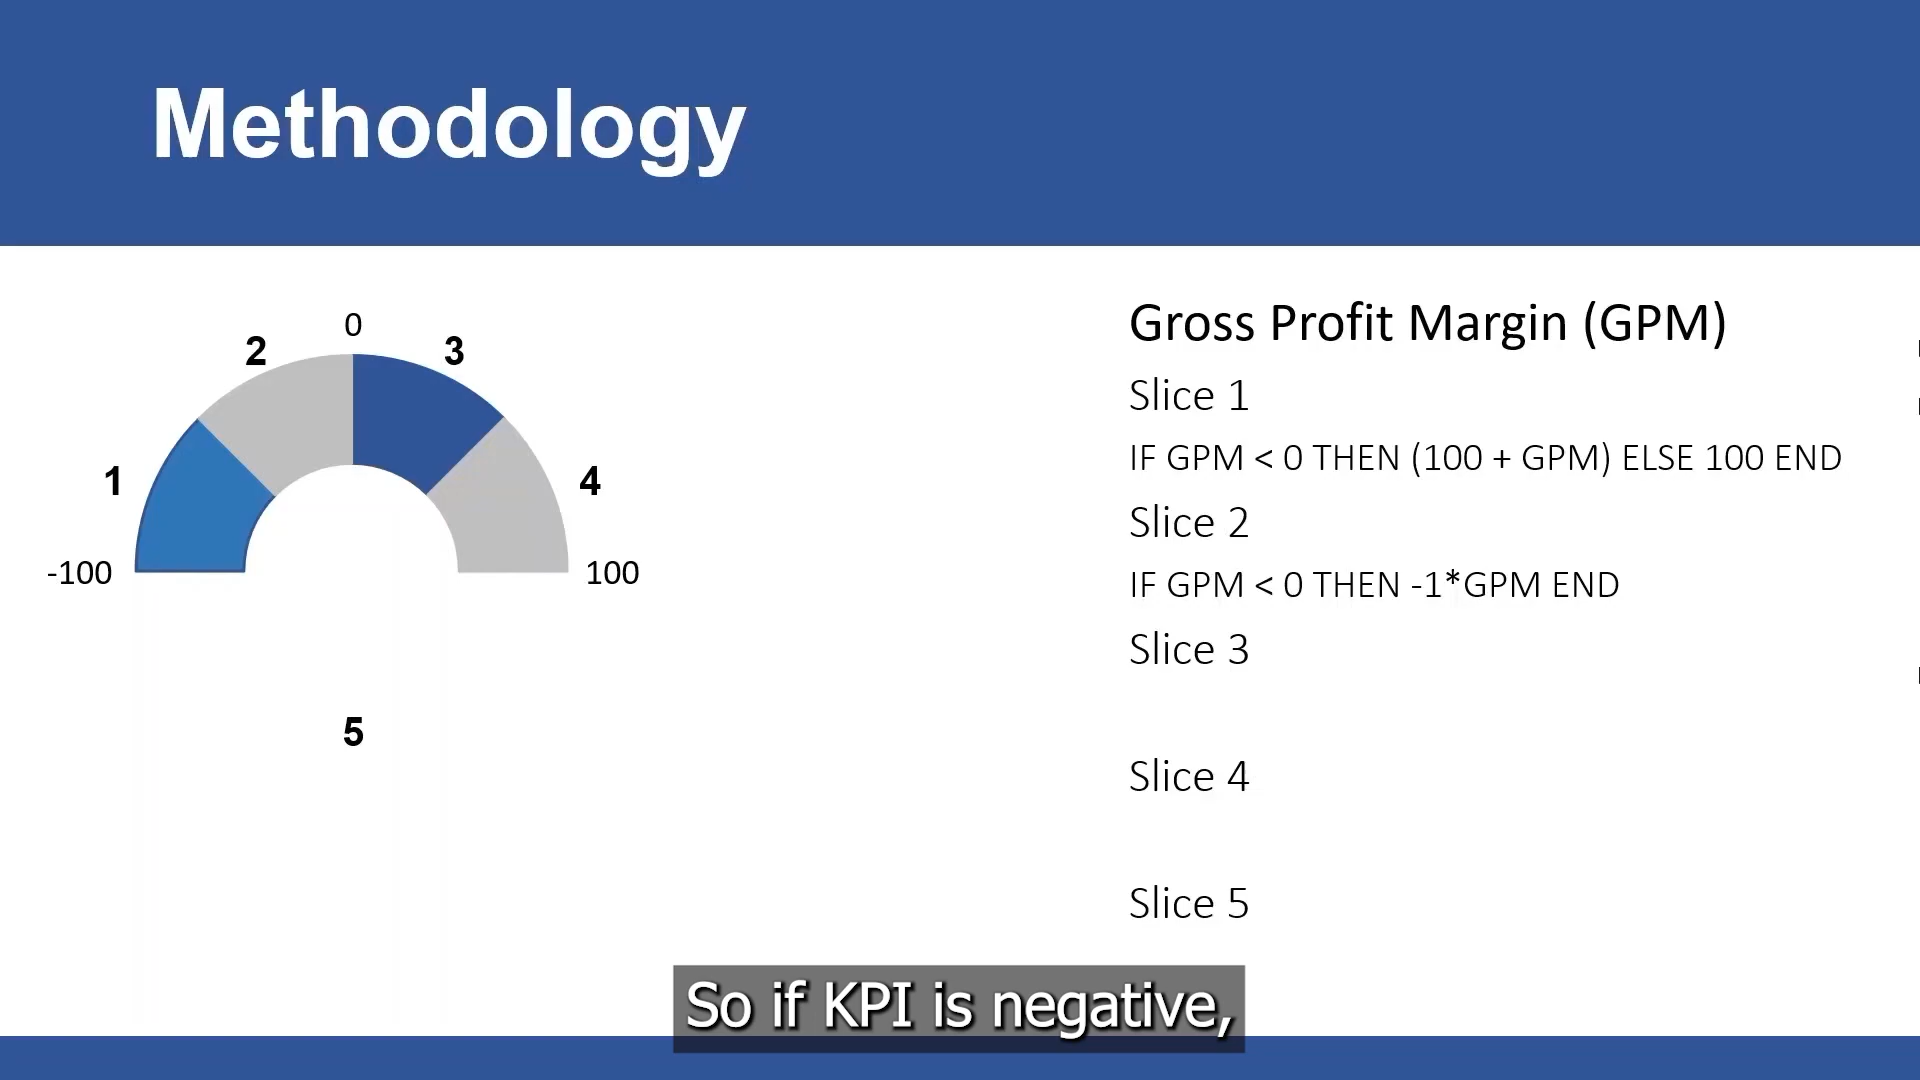 Methodology
0
2
3
1
4
-100
100
5
Gross Profit Margin (GPM)
Slice 1
IF GPM < 0 THEN (100 + GPM) ELSE 100 END
Slice 2
IF GPM < 0 THEN -1*GPM END
Slice 3
Slice 4
Slice 5
So if KPI is negative,